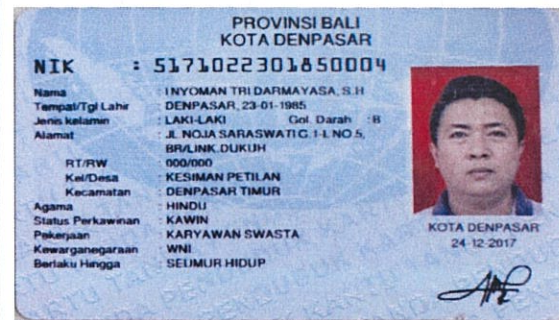 PROVINSI BALI
KOTA DENPASAR
NIK : 5171022301850004
Nama : I NYOMAN TRI DARMAYASA, S.H
Tempat/Tgl Lahir : DENPASAR, 23-01-1985
Jenis kelamin : LAKI-LAKI Gol. Darah : B
Alamat : JL. NOJA SARASWATI G. 1-L NO.5,
BR/LINK.DUKUH
RT/RW : 000/000
Kel/Desa : KESIMAN PETILAN
Kecamatan : DENPASAR TIMUR
Agama : HINDU
Status Perkawinan : KAWIN
Pekerjaan : KARYAWAN SWASTA
Kewarganegaraan : WNI
Berlaku Hingga : SEUMUR HIDUP
KOTA DENPASAR
24-12-2017